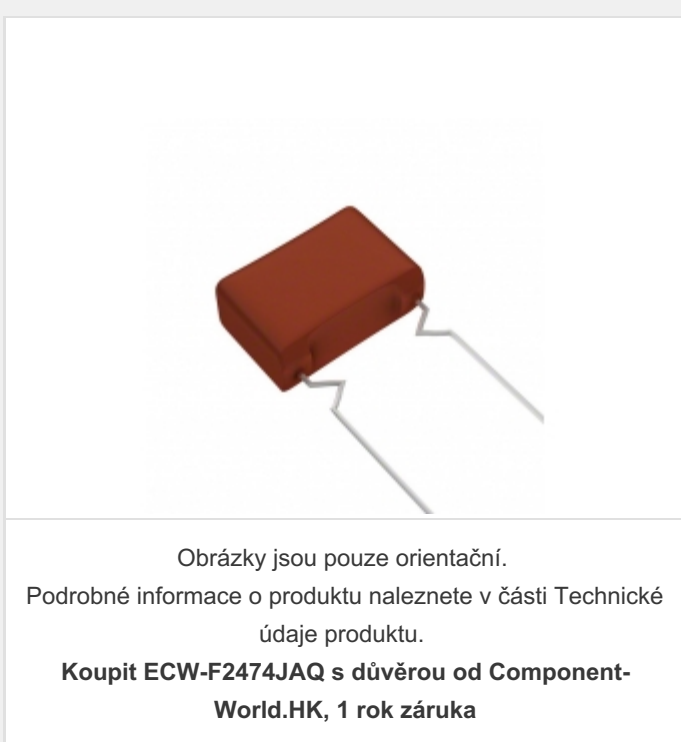 Obrázky jsou pouze orientační.
Podrobné informace o produktu naleznete v části Technické
údaje produktu.
Koupit ECW-F2474JAQ s důvěrou od Component-
World.HK, 1 rok záruka